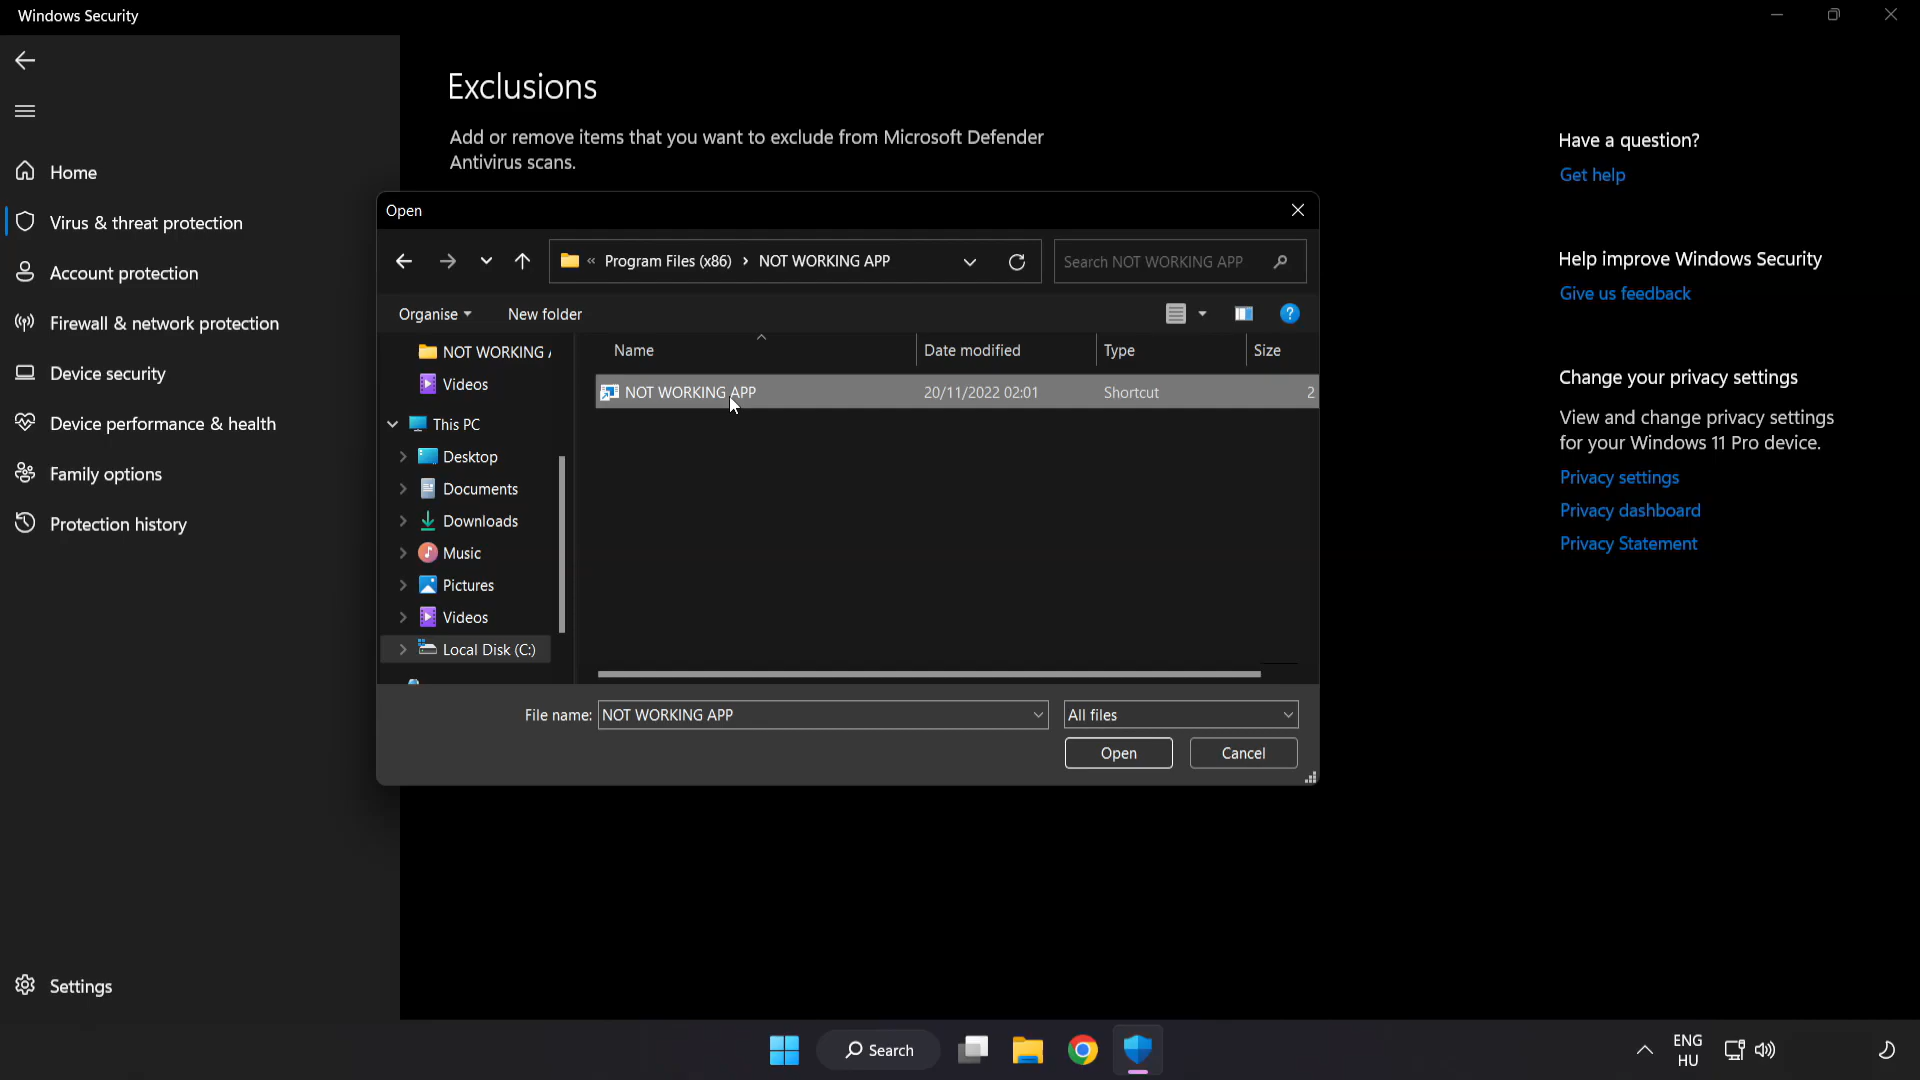 Windows Security
Exclusions
Add or remove items that you want to exclude from Microsoft Defender
Antivirus scans.
Home
Virus & threat protection
Account protection
Firewall & network protection
Device security
Device performance & health
Family options
Protection history
Settings
Open
« Program Files (x86) › NOT WORKING APP
Search NOT WORKING APP
Organise
New folder
?
NOT WORKING
Videos
This PC
Desktop
Documents
Downloads
Music
Pictures
Videos
Local Disk (C:)
Name Date modified Type Size
NOT WORKING APP 20/11/2022 02:01 Shortcut 2
File name: NOT WORKING APP
All files
Open Cancel
Have a question?
Get help
Help improve Windows Security
Give us feedback
Change your privacy settings
View and change privacy settings
for your Windows 11 Pro device.
Privacy settings
Privacy dashboard
Privacy Statement
Search
ENG
HU